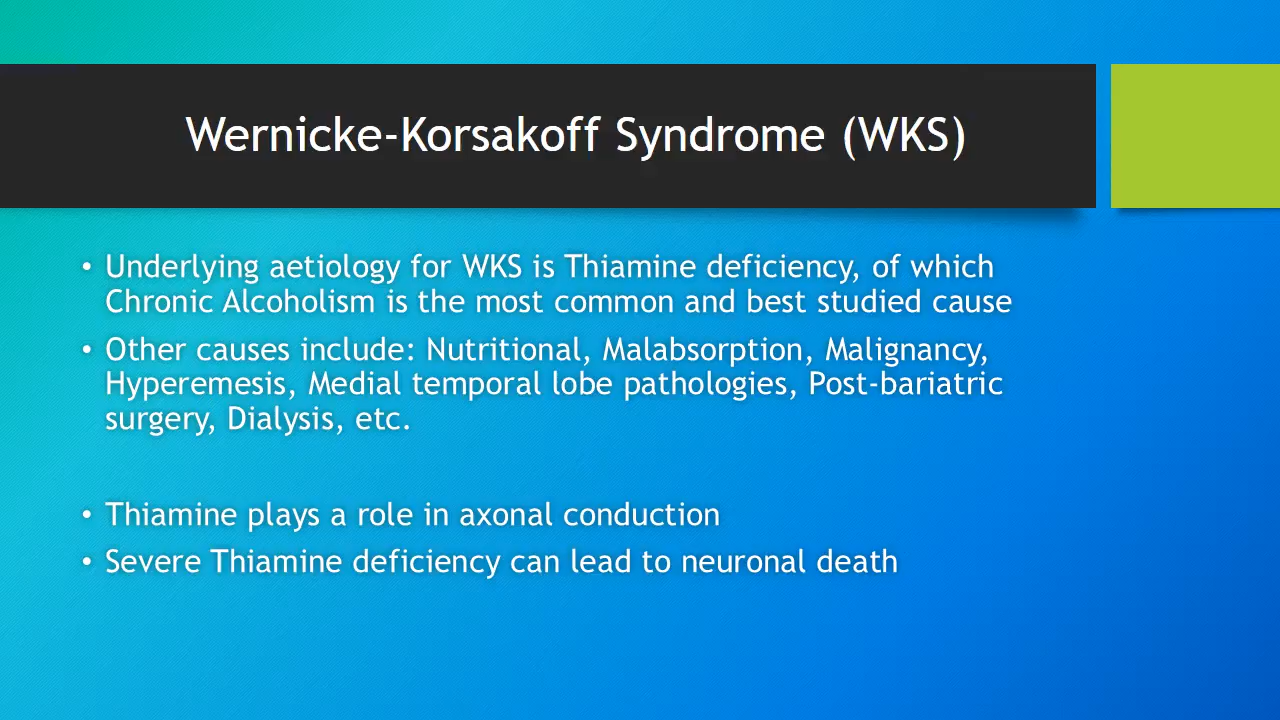 Wernicke-Korsakoff Syndrome (WKS)
• Underlying aetiology for WKS is Thiamine deficiency, of which
Chronic Alcoholism is the most common and best studied cause
• Other causes include: Nutritional, Malabsorption, Malignancy,
Hyperemesis, Medial temporal lobe pathologies, Post-bariatric
surgery, Dialysis, etc.
• Thiamine plays a role in axonal conduction
• Severe Thiamine deficiency can lead to neuronal death